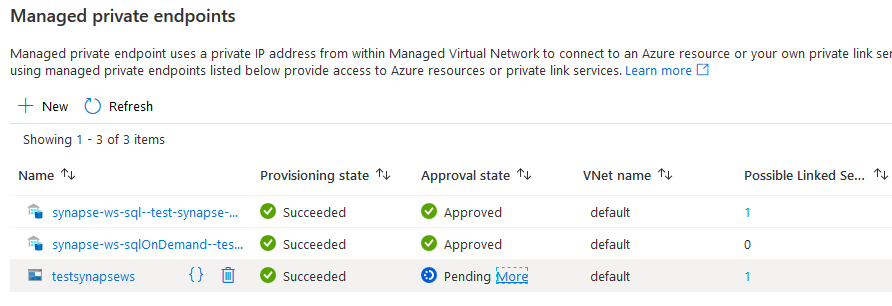 Managed private endpoints
Managed private endpoint uses a private IP address from within Managed Virtual Network to connect to an Azure resource or your own private link ser
using managed private endpoints listed below provide access to Azure resources or private link services. Learn more
New Refresh
Showing 1 - 3 of 3 items
Name Provisioning state Approval state VNet name Possible Linked Se...
synapse-ws-sql--test-synapse-... Succeeded Approved default 1
synapse-ws-sqlOnDemand--tes... Succeeded Approved default 0
testsynapsews {} Succeeded Pending More default 1